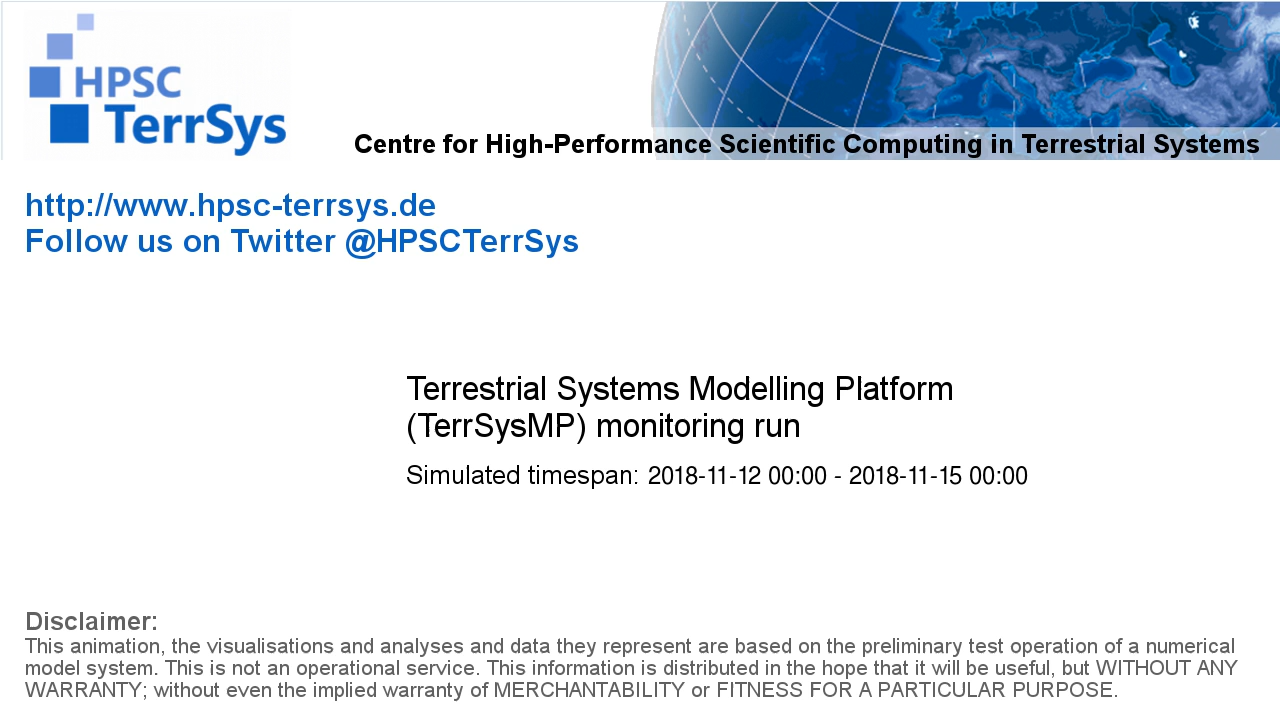 HPSC
TerrSys
Centre for High-Performance Scientific Computing in Terrestrial Systems
http://www.hpsc-terrsys.de
Follow us on Twitter @HPSCTerrSys
Terrestrial Systems Modelling Platform
(TerrSysMP) monitoring run
Simulated timespan: 2018-11-12 00:00 - 2018-11-15 00:00
Disclaimer:
This animation, the visualisations and analyses and data they represent are based on the preliminary test operation of a numerical
model system. This is not an operational service. This information is distributed in the hope that it will be useful, but WITHOUT ANY
WARRANTY; without even the implied warranty of MERCHANTABILITY or FITNESS FOR A PARTICULAR PURPOSE.